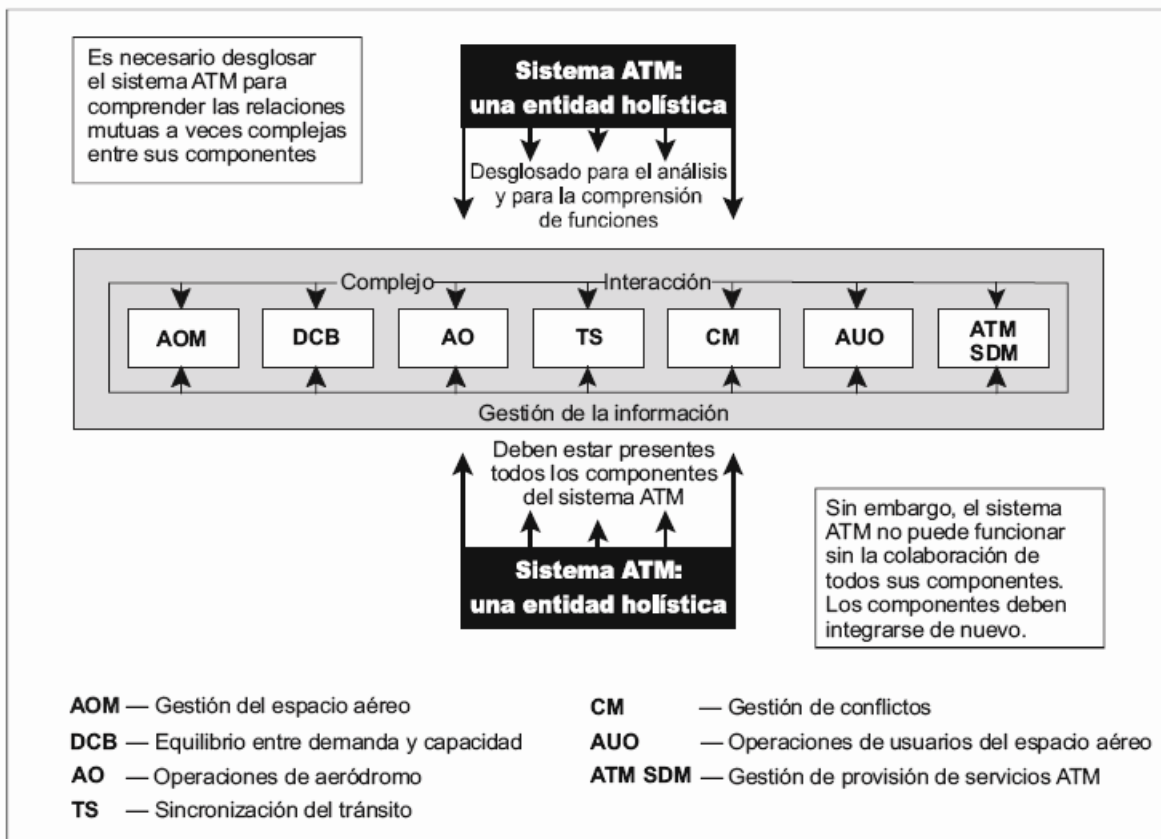 Es necesario desglosar
el sistema ATM para
comprender las relaciones
mutuas a veces complejas
entre sus componentes
Sistema ATM:
una entidad holística
Desglosado para el análisis
y para la comprensión
de funciones
Complejo
Interacción
AOM
DCB
AO
TS
CM
AUO
ATM
SDM
Gestión de la información
Deben estar presentes
todos los componentes
del sistema ATM
Sistema ATM:
una entidad holística
Sin embargo, el sistema
ATM no puede funcionar
sin la colaboración de
todos sus componentes.
Los componentes deben
integrarse de nuevo.
AOM — Gestión del espacio aéreo
DCB — Equilibrio entre demanda y capacidad
AO — Operaciones de aeródromo
TS — Sincronización del tránsito
CM — Gestión de conflictos
AUO — Operaciones de usuarios del espacio aéreo
ATM SDM — Gestión de provisión de servicios ATM